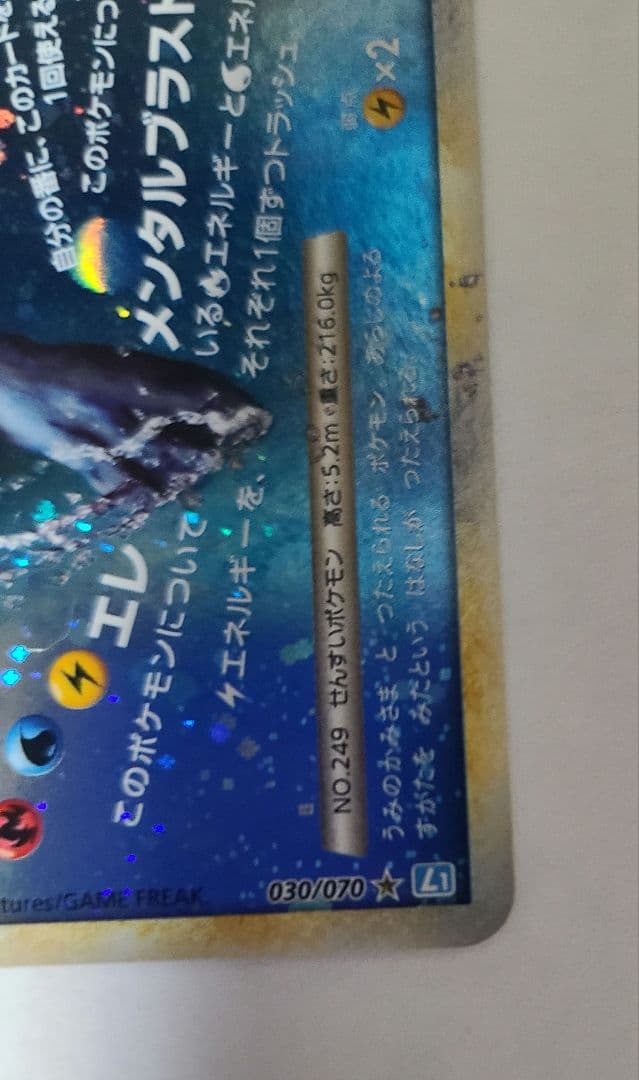 自分の番に、このカードを
1回使える
このポケモンにつ
メンタルブラスト
いるエネルギーとエネル
それぞれ1個ずつトラッシュ
エレ
このポケモンについて
エネルギーを、
弱点
×2
NO.249 せんすいポケモン 高さ:5.2m 重さ:216.0kg
うみのかみさま と つたえられる ポケモン あらしのよる
すがたを みたという はなしが つたえられる
tures/GAME FREAK
030/070
L1